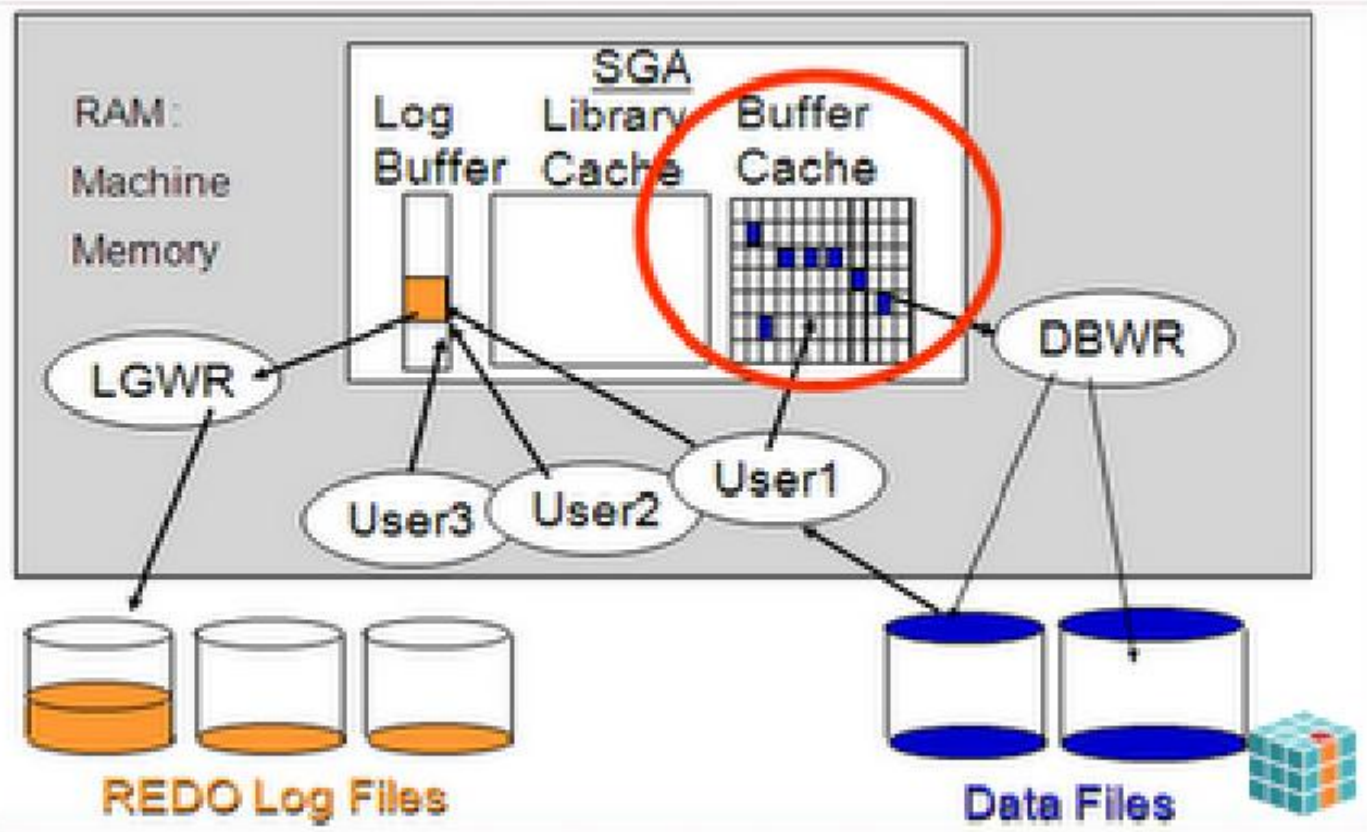 SGA
RAM:
Machine
Memory
Log
Buffer
Library
Cache
Buffer
Cache
LGWR
DBWR
User3
User2
User1
REDO Log Files
Data Files